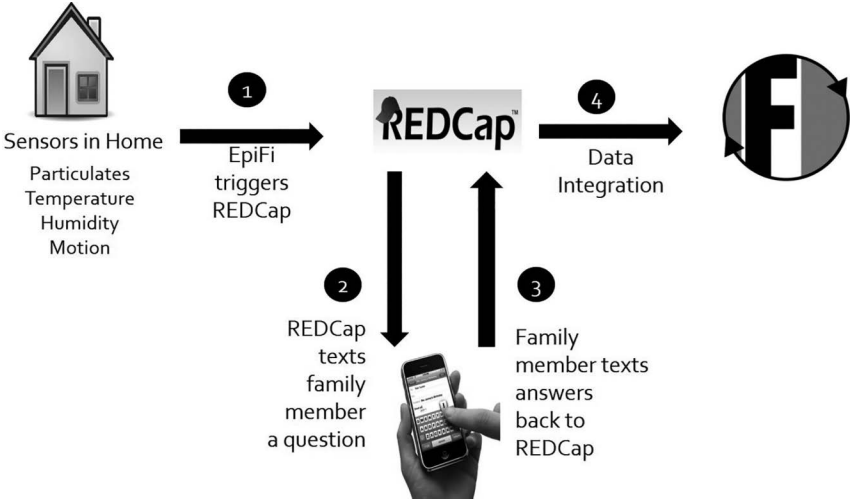 1
4
REDCap™
F
Sensors in Home
Particulates
Temperature
Humidity
Motion
EpiFi
triggers
REDCap
Data
Integration
2
REDCap
texts
family
member
a question
3
Family
member texts
answers
back to
REDCap